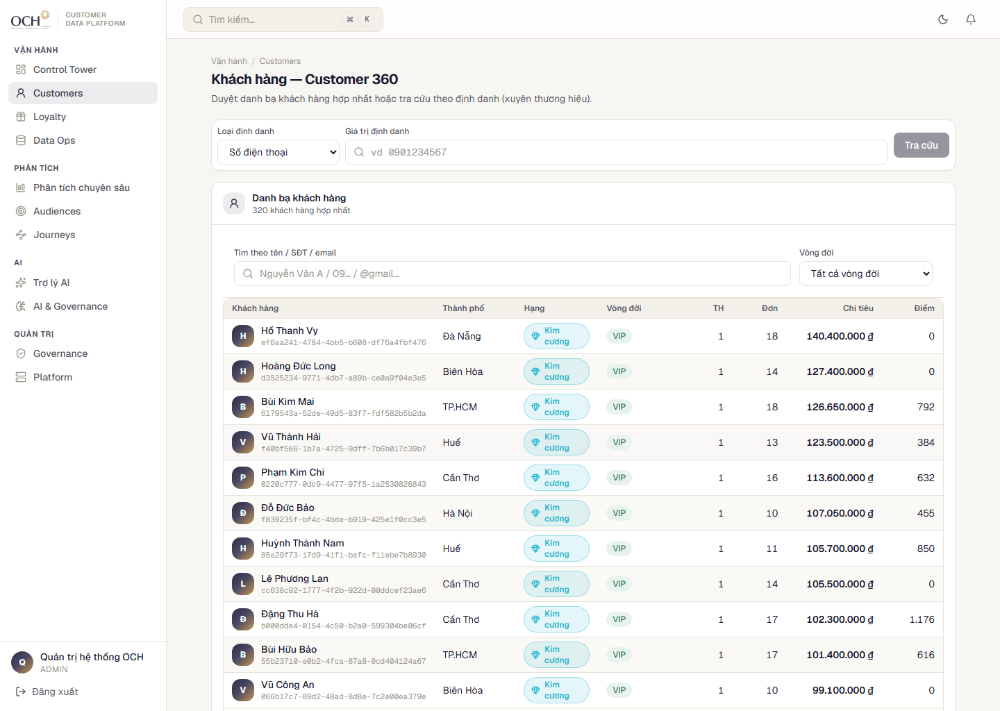 OCH
CUSTOMER
DATA PLATFORM
Tìm kiếm...
⌘ K
VẬN HÀNH
Control Tower
Customers
Loyalty
Data Ops
PHÂN TÍCH
Phân tích chuyên sâu
Audiences
Journeys
AI
Trợ lý AI
AI & Governance
QUẢN TRỊ
Governance
Platform
Q
Quản trị hệ thống OCH
ADMIN
Đăng xuất
Vận hành / Customers
Khách hàng — Customer 360
Duyệt danh bạ khách hàng hợp nhất hoặc tra cứu theo định danh (xuyên thương hiệu).
Loại định danh
Giá trị định danh
Số điện thoại
vd 0901234567
Tra cứu
Danh bạ khách hàng
320 khách hàng hợp nhất
Tìm theo tên / SĐT / email
Vòng đời
Nguyễn Văn A / 09... / @gmail...
Tất cả vòng đời
Khách hàng Thành phố Hạng Vòng đời TH Đơn Chi tiêu Điểm
H Hồ Thanh Vy Đà Nẵng Kim cương VIP 1 18 140.400.000 ₫ 0
ef6aa241-4784-4bb5-b608-df76a4fbf476
H Hoàng Đức Long Biên Hòa Kim cương VIP 1 14 127.400.000 ₫ 0
d3525234-9771-4db7-a89b-ce0a9f04e3e5
B Bùi Kim Mai TP.HCM Kim cương VIP 1 18 126.650.000 ₫ 792
6179543a-52de-49d5-83f7-fdf582b5b2da
V Vũ Thành Hải Huế Kim cương VIP 1 13 123.500.000 ₫ 384
f40bf566-1b7a-4725-9dff-7b6b017c39b7
P Phạm Kim Chi Cần Thơ Kim cương VIP 1 16 113.600.000 ₫ 632
0220c777-0dc9-4477-97f5-1a2530826843
Đ Đỗ Đức Bảo Hà Nội Kim cương VIP 1 10 107.050.000 ₫ 455
f839235f-bf4c-4bde-b919-425e1f0cc3e5
H Huỳnh Thành Nam Huế Kim cương VIP 1 11 105.700.000 ₫ 850
85a29f73-17d9-41f1-bafc-f11ebe7b8930
L Lê Phương Lan Cần Thơ Kim cương VIP 1 14 105.500.000 ₫ 0
cc638c92-1777-4f2b-922d-00ddcef23ae6
Đ Đặng Thu Hà Cần Thơ Kim cương VIP 1 17 102.300.000 ₫ 1.176
b000dde4-0154-4c50-b2a0-599304be06cf
B Bùi Hữu Bảo TP.HCM Kim cương VIP 1 17 101.400.000 ₫ 616
55b23710-e0b2-4fca-87a8-0cd404124a67
V Vũ Công An Biên Hòa Kim cương VIP 1 10 99.100.000 ₫ 0
066b17c7-89d2-48ad-8d8e-7c2e00ea379e